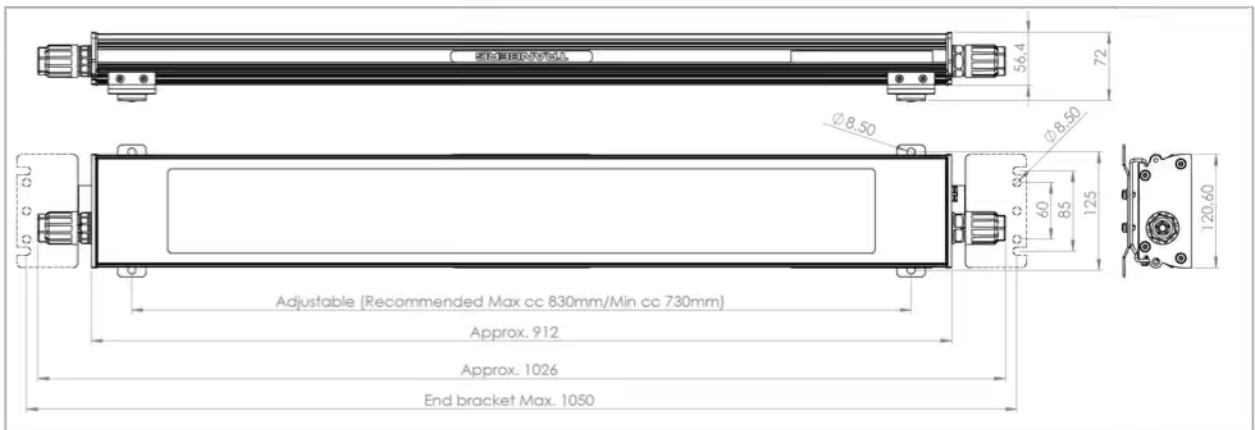 TRANBERG
56,4
72
Ø8,50
Ø8,50
60
85
125
120,60
Adjustable (Recommended Max cc 830mm/Min cc 730mm)
Approx. 912
Approx. 1026
End bracket Max. 1050